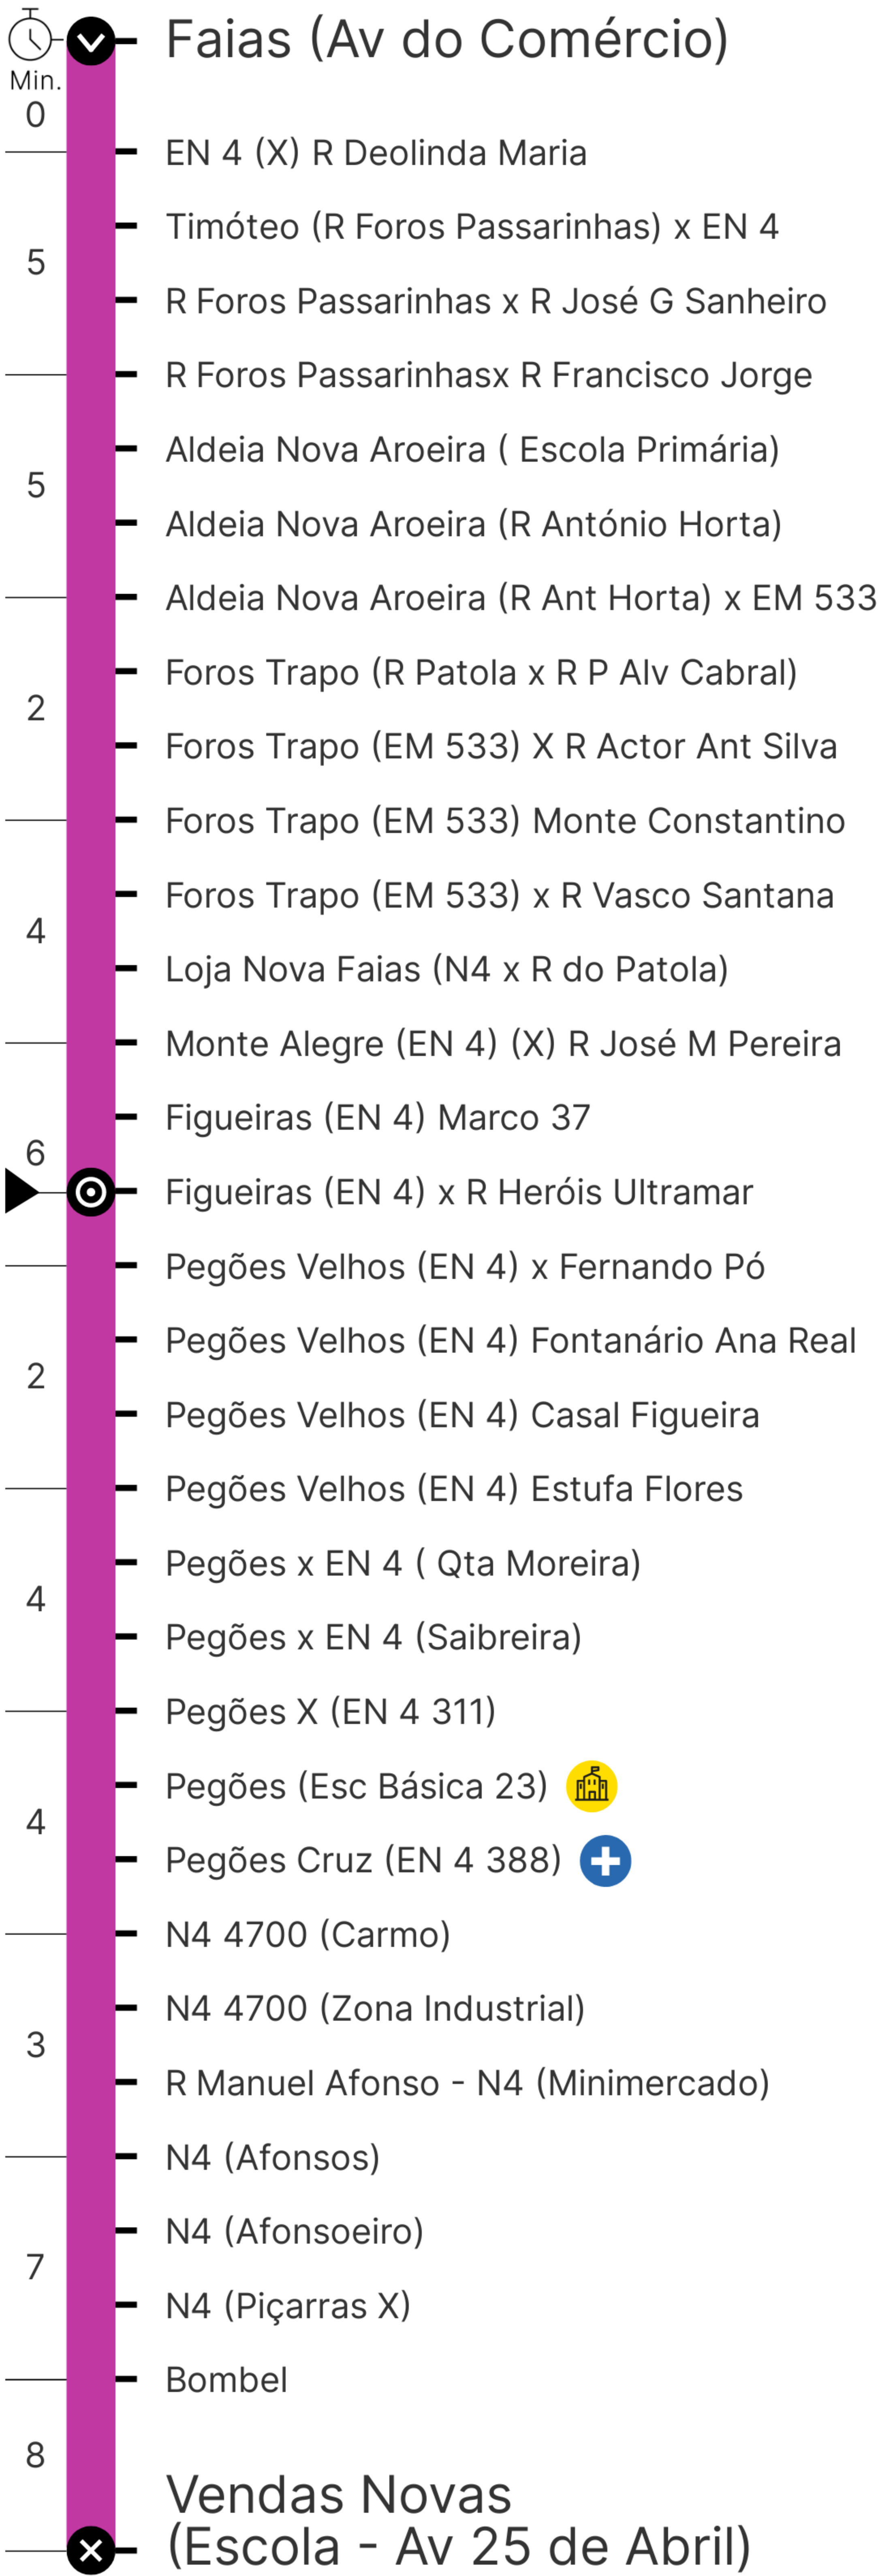 Faias (Av do Comércio)
Min.
0
EN 4 (X) R Deolinda Maria
Timóteo (R Foros Passarinhas) x EN 4
5
R Foros Passarinhas x R José G Sanheiro
R Foros Passarinhasx R Francisco Jorge
Aldeia Nova Aroeira ( Escola Primária)
5
Aldeia Nova Aroeira (R António Horta)
Aldeia Nova Aroeira (R Ant Horta) x EM 533
Foros Trapo (R Patola x R P Alv Cabral)
2
Foros Trapo (EM 533) X R Actor Ant Silva
Foros Trapo (EM 533) Monte Constantino
Foros Trapo (EM 533) x R Vasco Santana
4
Loja Nova Faias (N4 x R do Patola)
Monte Alegre (EN 4) (X) R José M Pereira
Figueiras (EN 4) Marco 37
6
Figueiras (EN 4) x R Heróis Ultramar
Pegões Velhos (EN 4) x Fernando Pó
Pegões Velhos (EN 4) Fontanário Ana Real
2
Pegões Velhos (EN 4) Casal Figueira
Pegões Velhos (EN 4) Estufa Flores
Pegões x EN 4 ( Qta Moreira)
4
Pegões x EN 4 (Saibreira)
Pegões X (EN 4 311)
Pegões (Esc Básica 23)
4
Pegões Cruz (EN 4 388)
N4 4700 (Carmo)
N4 4700 (Zona Industrial)
3
R Manuel Afonso - N4 (Minimercado)
N4 (Afonsos)
N4 (Afonsoeiro)
7
N4 (Piçarras X)
Bombel
8
Vendas Novas
(Escola - Av 25 de Abril)